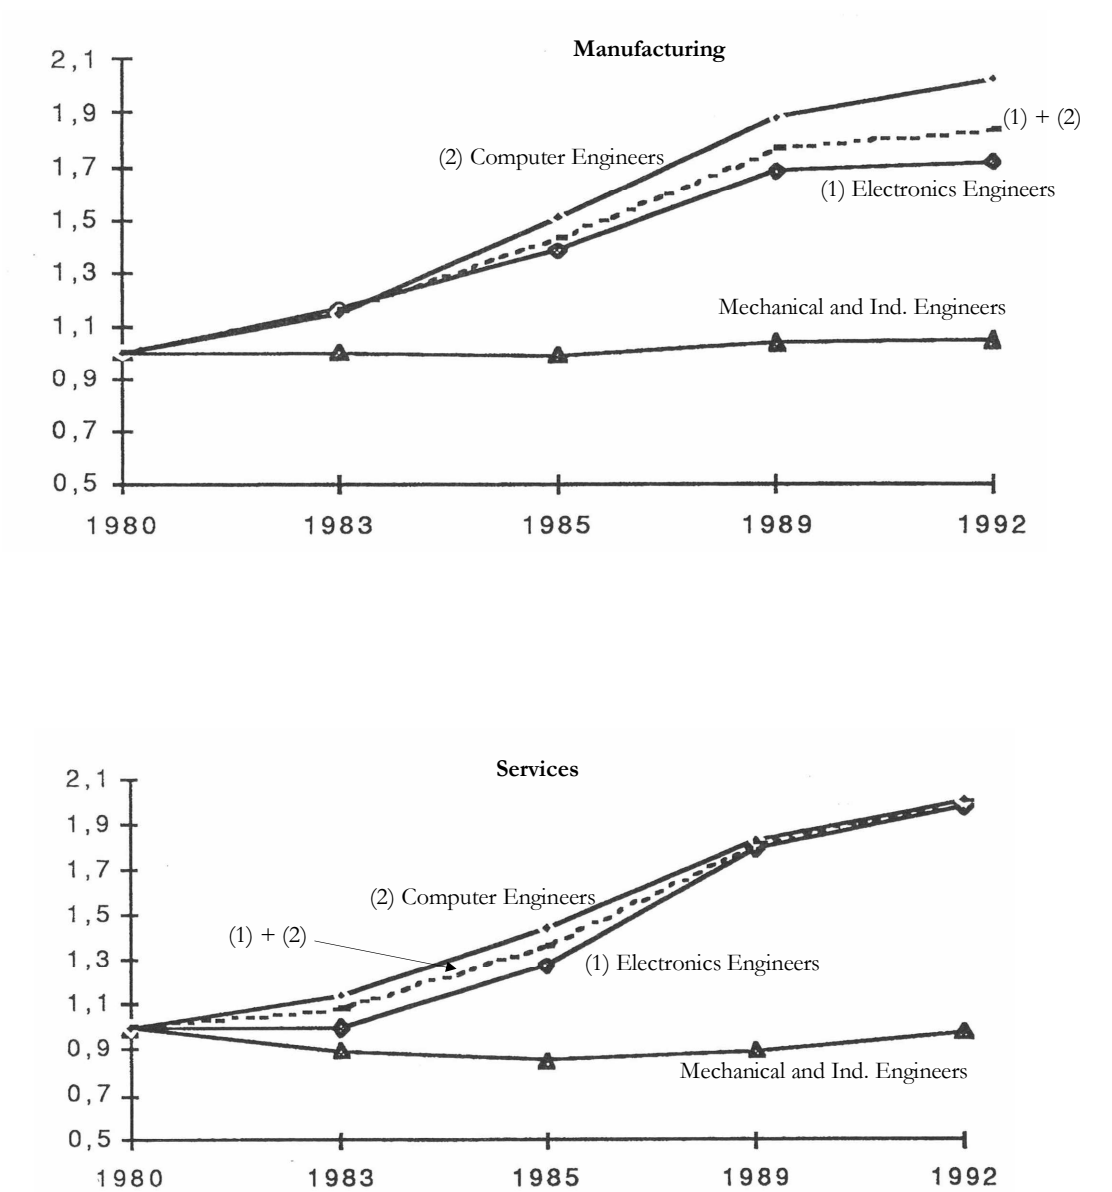 Manufacturing
2,1
1,9
1,7
1,5
1,3
1,1
0,9
0,7
0,5
(1) + (2)
(2) Computer Engineers
(1) Electronics Engineers
Mechanical and Ind. Engineers
1980 1983 1985 1989 1992
Services
2,1
1,9
1,7
1,5
1,3
1,1
0,9
0,7
0,5
(2) Computer Engineers
(1) + (2)
(1) Electronics Engineers
Mechanical and Ind. Engineers
1980 1983 1985 1989 1992